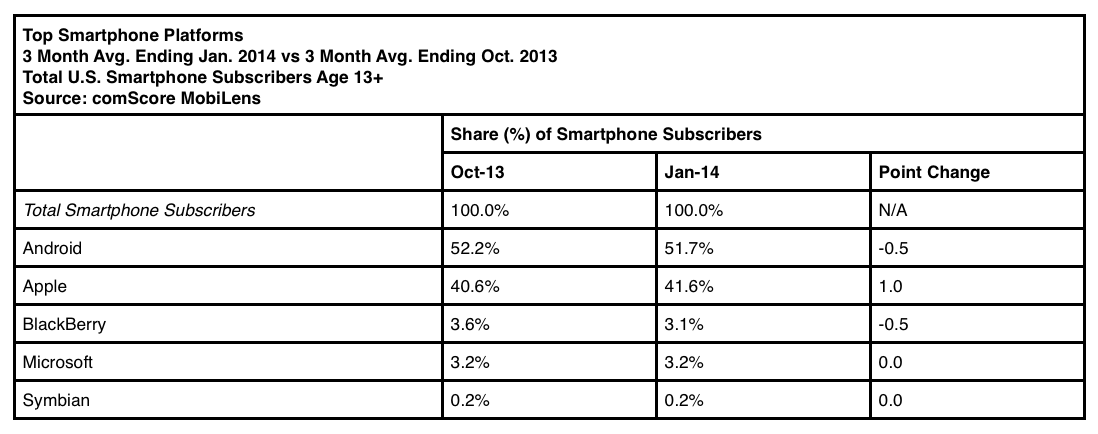 Top Smartphone Platforms
3 Month Avg. Ending Jan. 2014 vs 3 Month Avg. Ending Oct. 2013
Total U.S. Smartphone Subscribers Age 13+
Source: comScore MobiLens
Share (%) of Smartphone Subscribers
Oct-13 Jan-14 Point Change
Total Smartphone Subscribers 100.0% 100.0% N/A
Android 52.2% 51.7% -0.5
Apple 40.6% 41.6% 1.0
BlackBerry 3.6% 3.1% -0.5
Microsoft 3.2% 3.2% 0.0
Symbian 0.2% 0.2% 0.0